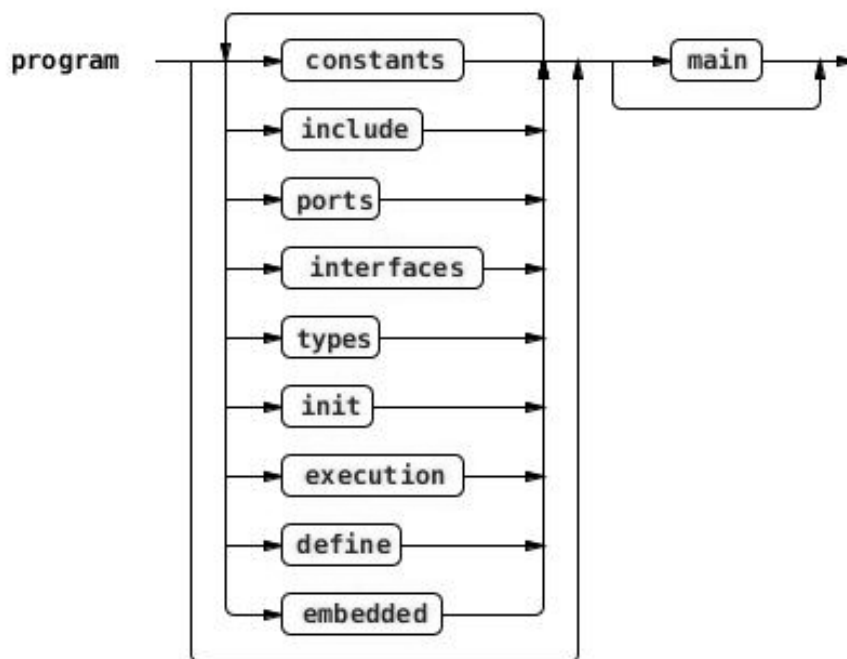 program constants main
include
ports
interfaces
types
init
execution
define
embedded